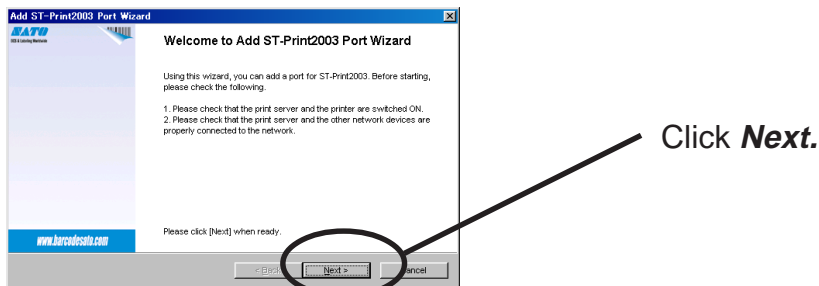 Add ST-Print2003 Port Wizard
SATO
Welcome to Add ST-Print2003 Port Wizard
Using this wizard, you can add a port for ST-Print2003. Before starting,
please check the following.
1. Please check that the print server and the printer are switched ON.
2. Please check that the print server and the other network devices are
properly connected to the network.
Click Next.
Please click [Next] when ready.
www.barcodesato.com
< Back
Next >
Cancel